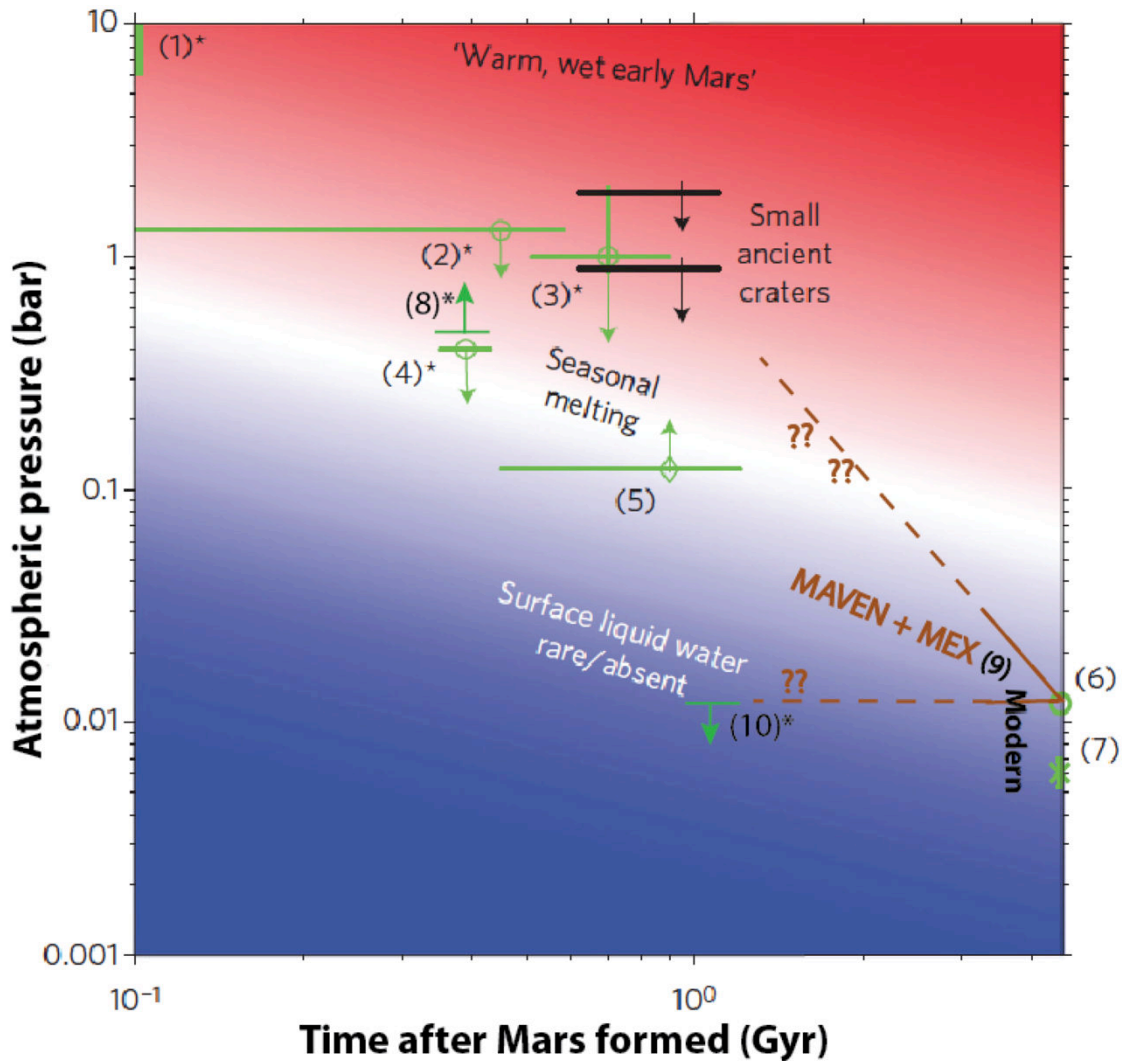 10
(1)*
'Warm, wet early Mars'
1
(2)*
(3)*
Small
ancient
craters
(8)*
(4)*
Seasonal
melting
??
??
(5)
0.1
MAVEN + MEX (9)
Surface liquid water
rare/absent
??
(6)
0.01
(10)*
Modern
(7)
0.001
10⁻¹
10⁰
Atmospheric pressure (bar)
Time after Mars formed (Gyr)